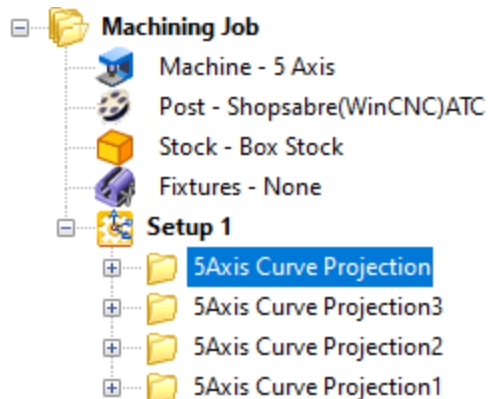 Machining Job
Machine - 5 Axis
Post - Shopsabre(WinCNC)ATC
Stock - Box Stock
Fixtures - None
Setup 1
5Axis Curve Projection
5Axis Curve Projection3
5Axis Curve Projection2
5Axis Curve Projection1